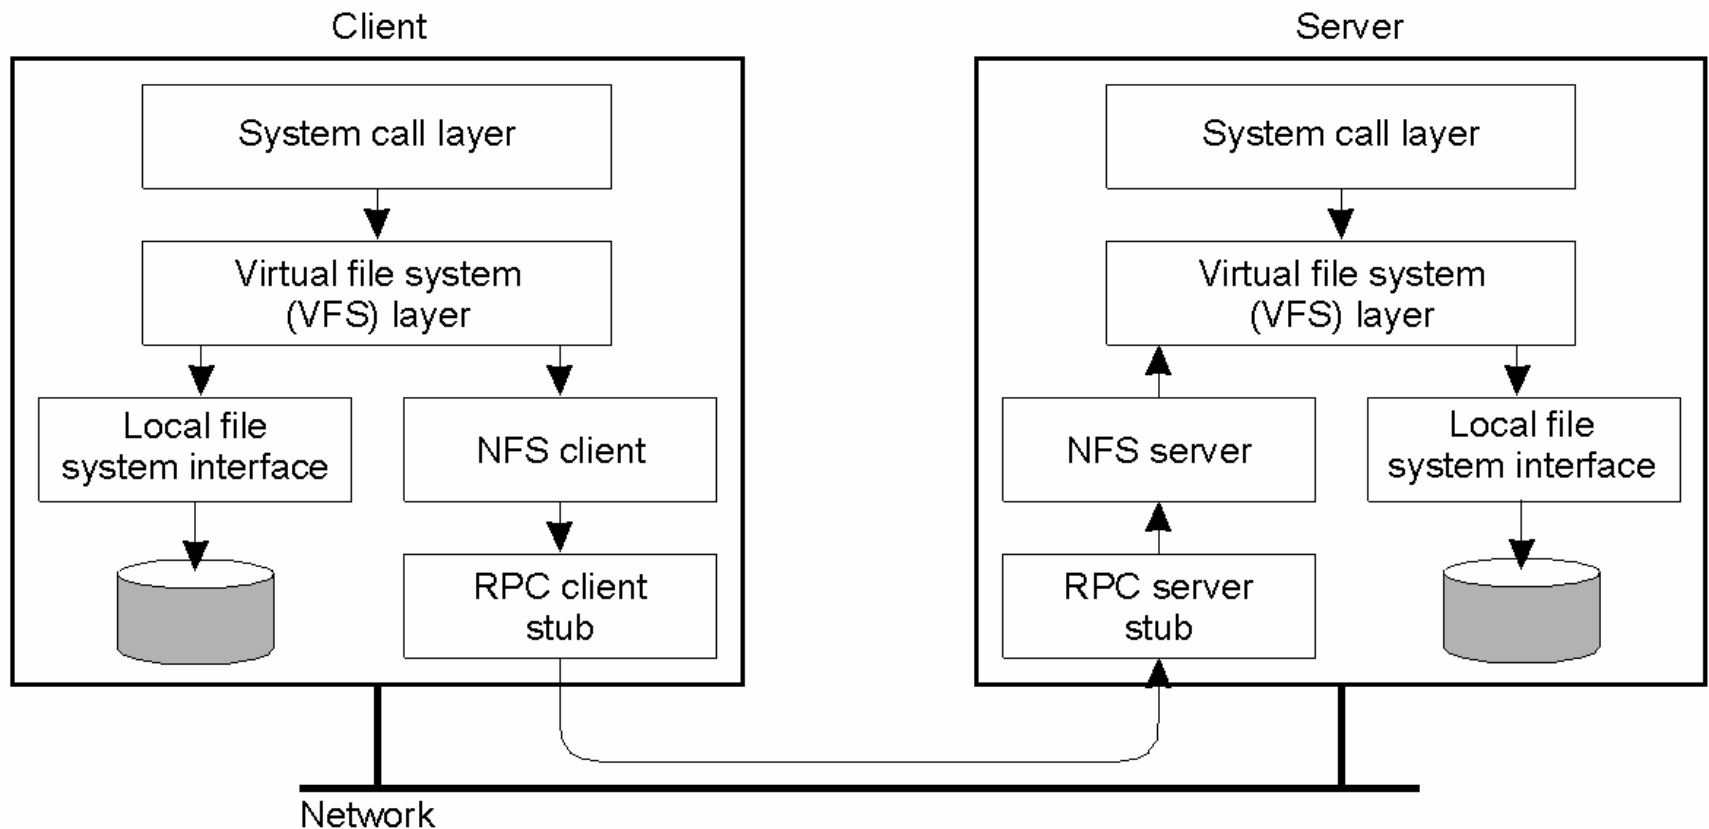 Client
System call layer
Virtual file system
(VFS) layer
Local file
system interface
NFS client
RPC client
stub
Server
System call layer
Virtual file system
(VFS) layer
NFS server
Local file
system interface
RPC server
stub
Network